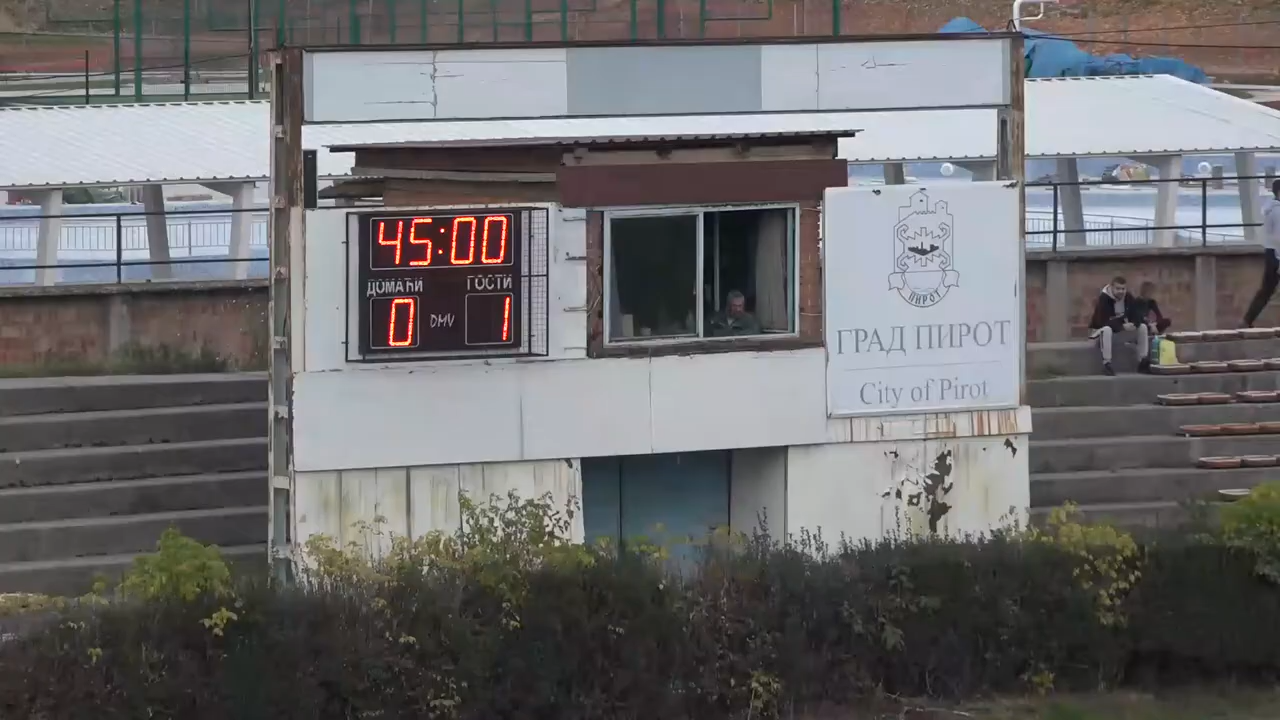 45:00
ДОМАЋИ ГОСТИ
0 DMV 1
ПИРОТ
ГРАД ПИРОТ
City of Pirot